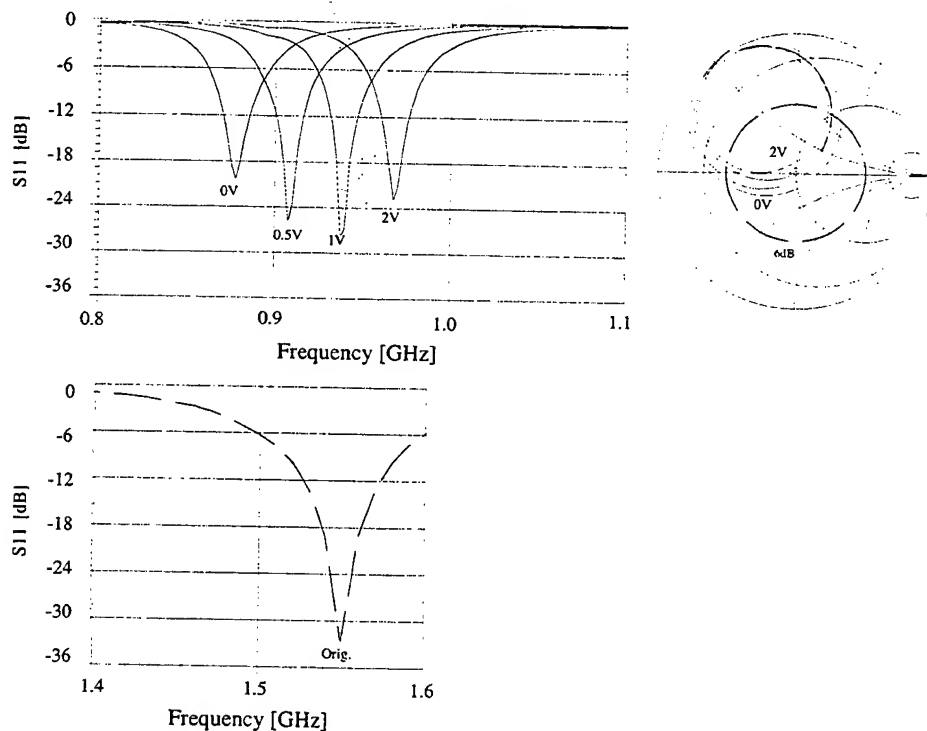 0
-6
-12
-18
-24
-30
-36
S11 [dB]
0V
0.5V
1V
2V
0.8
0.9
1.0
1.1
Frequency [GHz]
2V
0V
6dB
0
-6
-12
-18
-24
-30
-36
S11 [dB]
Orig.
1.4
1.5
1.6
Frequency [GHz]